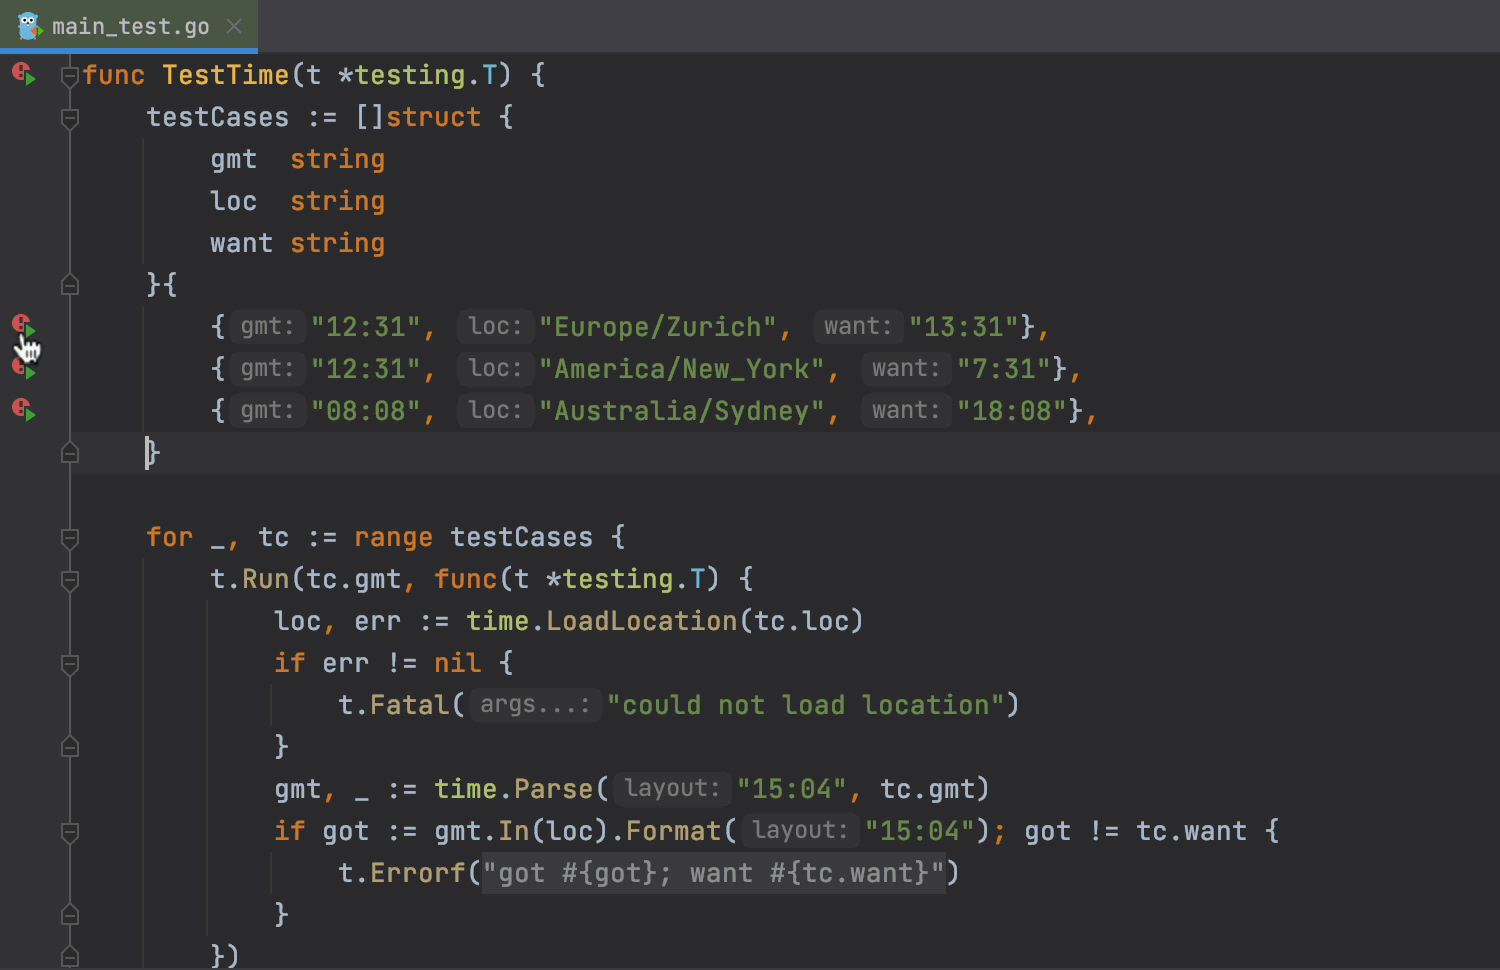 main_test.go
func TestTime(t *testing.T) {
    testCases := []struct {
        gmt  string
        loc  string
        want string
    }{
        {gmt: "12:31", loc: "Europe/Zurich", want: "13:31"},
        {gmt: "12:31", loc: "America/New_York", want: "7:31"},
        {gmt: "08:08", loc: "Australia/Sydney", want: "18:08"},
    }
    for _, tc := range testCases {
        t.Run(tc.gmt, func(t *testing.T) {
            loc, err := time.LoadLocation(tc.loc)
            if err != nil {
                t.Fatal(args...: "could not load location")
            }
            gmt, _ := time.Parse(layout: "15:04", tc.gmt)
            if got := gmt.In(loc).Format(layout: "15:04"); got != tc.want {
                t.Errorf("got #{got}; want #{tc.want}")
            }
        })